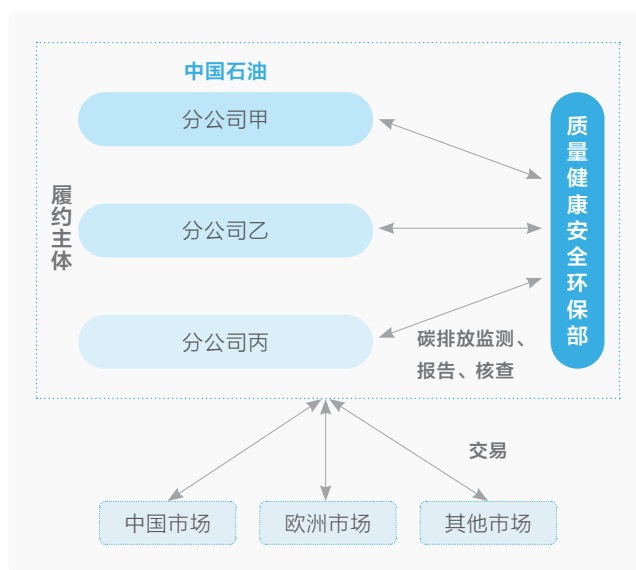 中国石油
分公司甲
履约主体
分公司乙
分公司丙
质量健康安全环保部
碳排放监测、
报告、核查
交易
中国市场
欧洲市场
其他市场